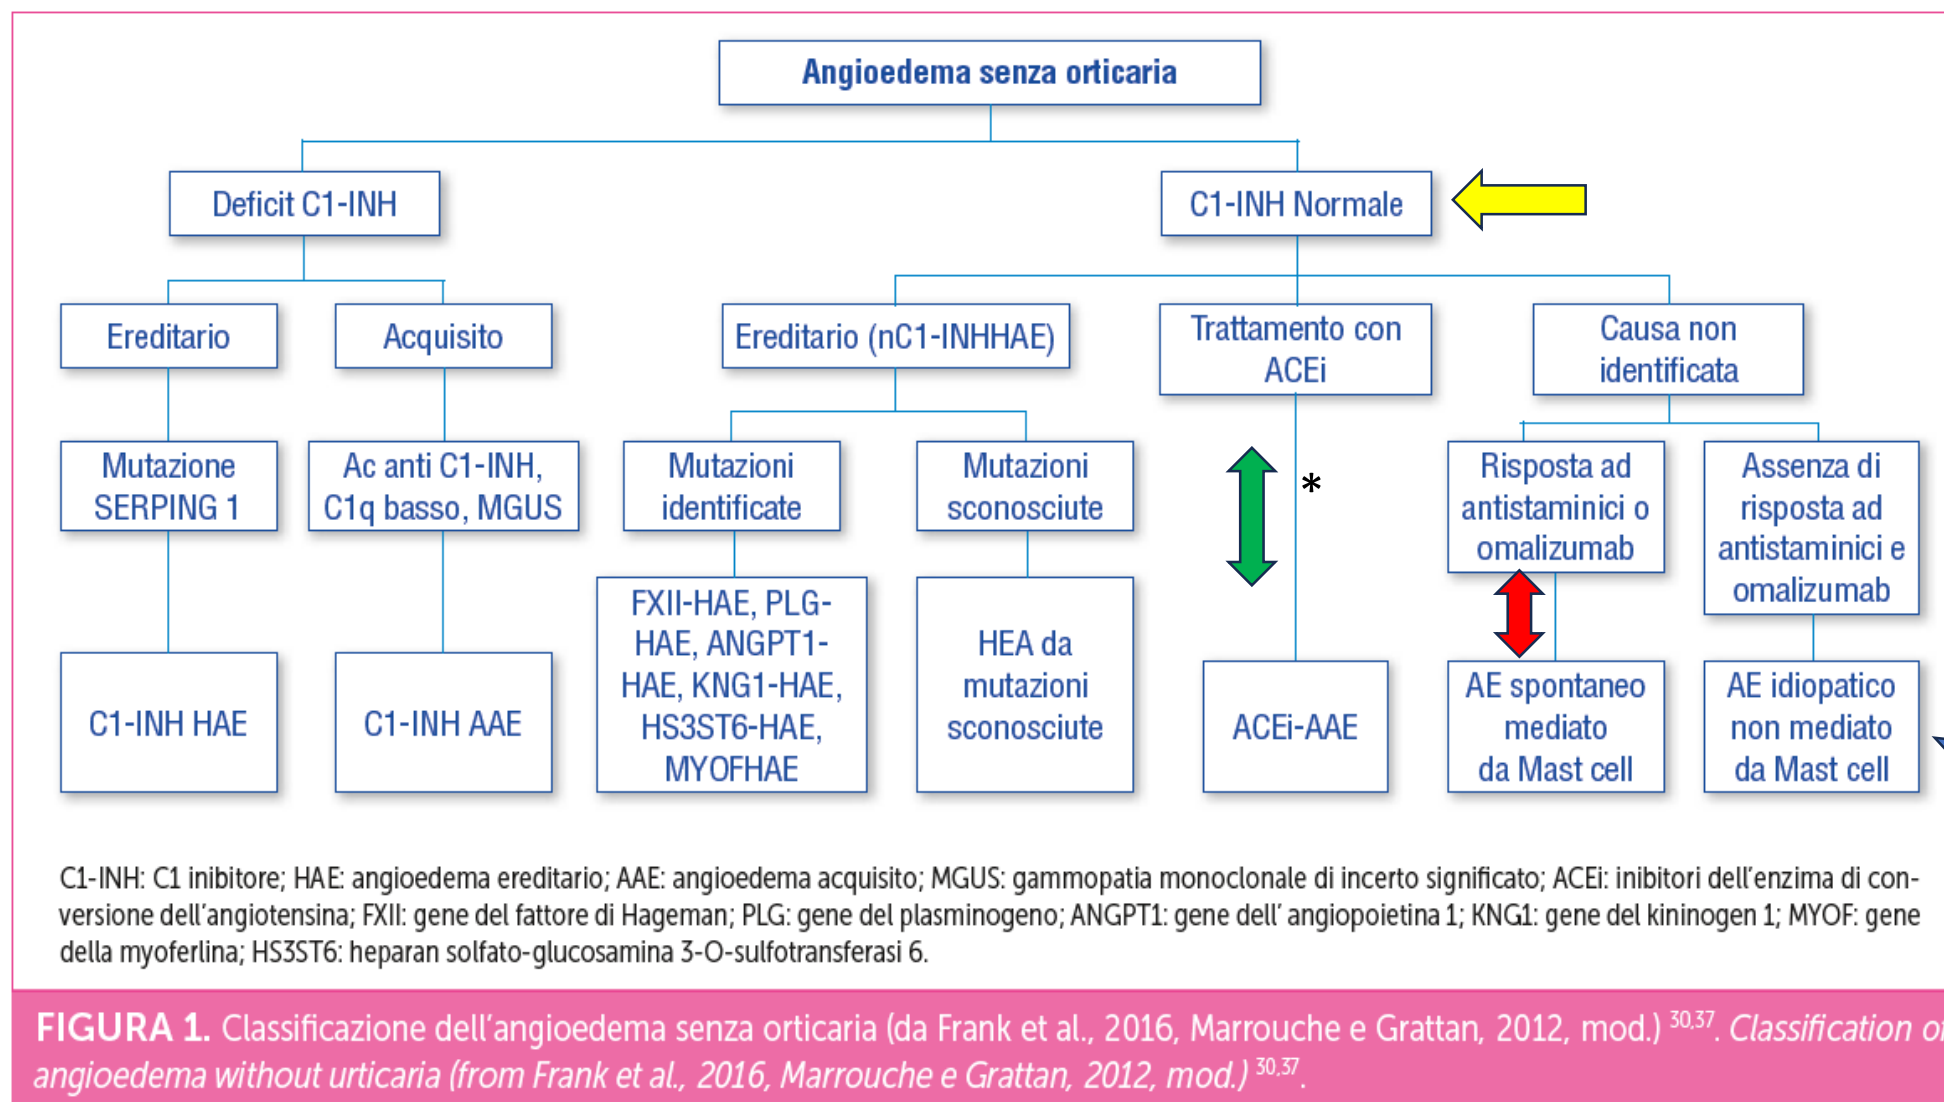 Angioedema senza orticaria
Deficit C1-INH
C1-INH Normale
Ereditario
Acquisito
Ereditario (nC1-INHHAE)
Trattamento con
ACEi
Causa non
identificata
Mutazione
SERPING 1
Ac anti C1-INH,
C1q basso, MGUS
Mutazioni
identificate
Mutazioni
sconosciute
*
Risposta ad
antistaminici o
omalizumab
Assenza di
risposta ad
antistaminici e
omalizumab
C1-INH HAE
C1-INH AAE
FXII-HAE, PLG-
HAE, ANGPT1-
HAE, KNG1-HAE,
HS3ST6-HAE,
MYOFHAE
HEA da
mutazioni
sconosciute
ACEi-AAE
AE spontaneo
mediato
da Mast cell
AE idiopatico
non mediato
da Mast cell
C1-INH: C1 inibitore; HAE: angioedema ereditario; AAE: angioedema acquisito; MGUS: gammopatia monoclonale di incerto significato; ACEi: inibitori dell'enzima di con-
versione dell'angiotensina; FXII: gene del fattore di Hageman; PLG: gene del plasminogeno; ANGPT1: gene dell' angiopoietina 1; KNG1: gene del kininogen 1; MYOF: gene
della myoferlina; HS3ST6: heparan solfato-glucosamina 3-O-sulfotransferasi 6.
FIGURA 1. Classificazione dell'angioedema senza orticaria (da Frank et al., 2016, Marrouche e Grattan, 2012, mod.) 30,37. Classification of
angioedema without urticaria (from Frank et al., 2016, Marrouche e Grattan, 2012, mod.) 30,37.